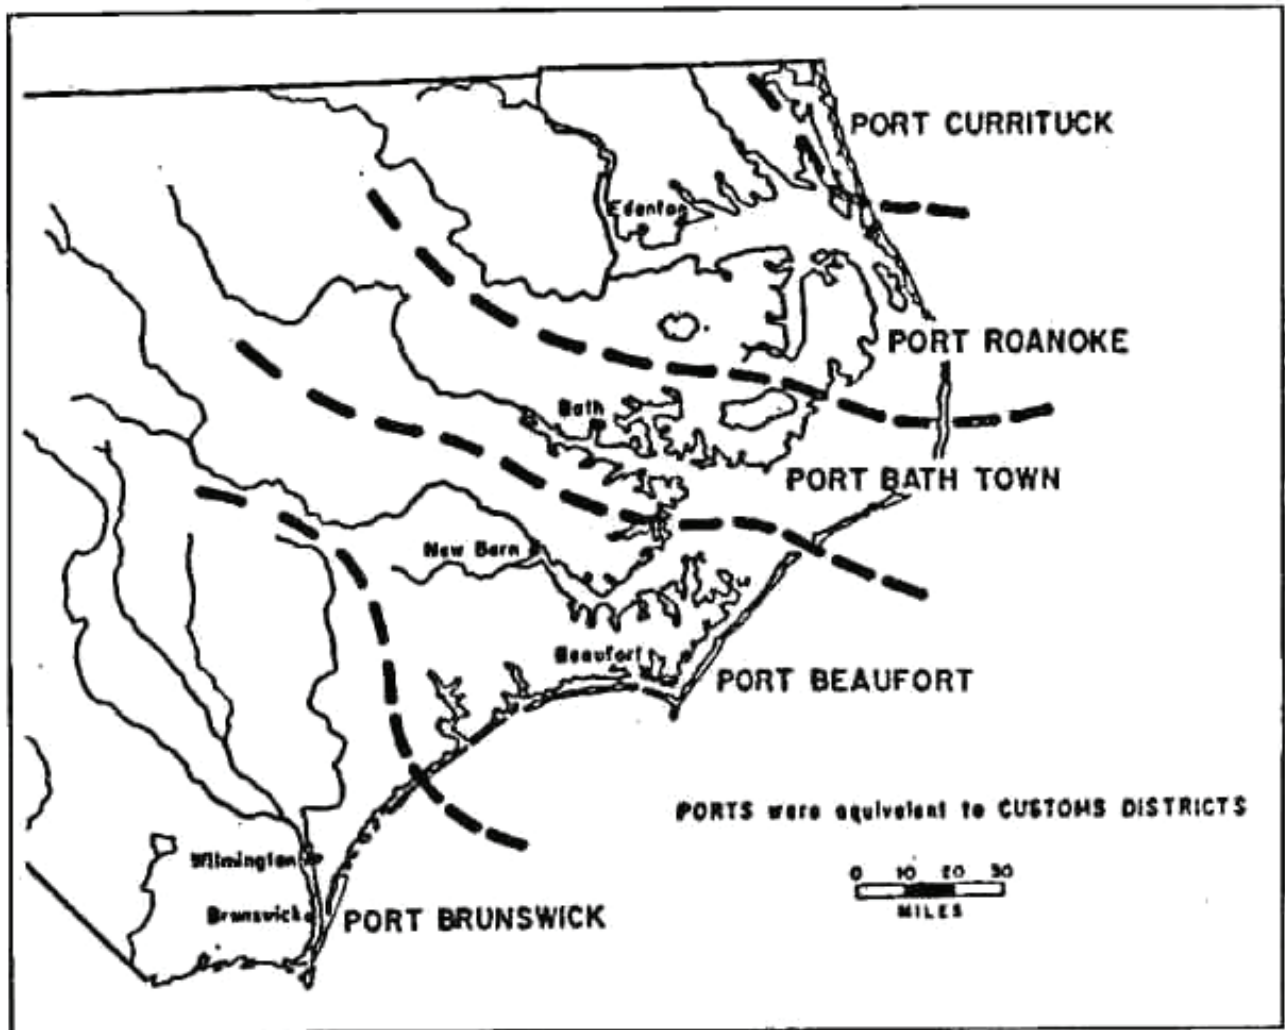 PORT CURRITUCK
Edenton
PORT ROANOKE
Bath
PORT BATH TOWN
New Bern
Beaufort
PORT BEAUFORT
PORTS were equivalent to CUSTOMS DISTRICTS
Wilmington
0 10 20 30
MILES
Brunswick
PORT BRUNSWICK